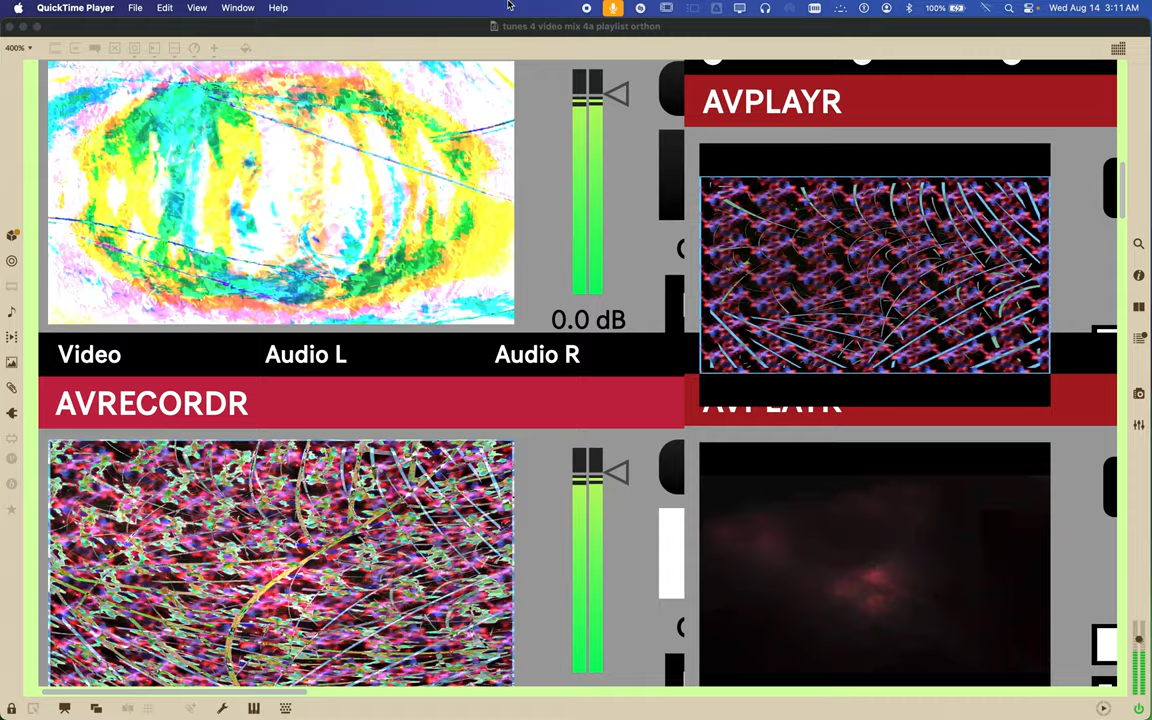 QuickTime Player File Edit View Window Help 100% Wed Aug 14 3:11 AM
tunes 4 video mix 4a playlist orthon
400%
AVPLAYR
0.0 dB
Video Audio L Audio R
AVRECORDR
AVPLAYR